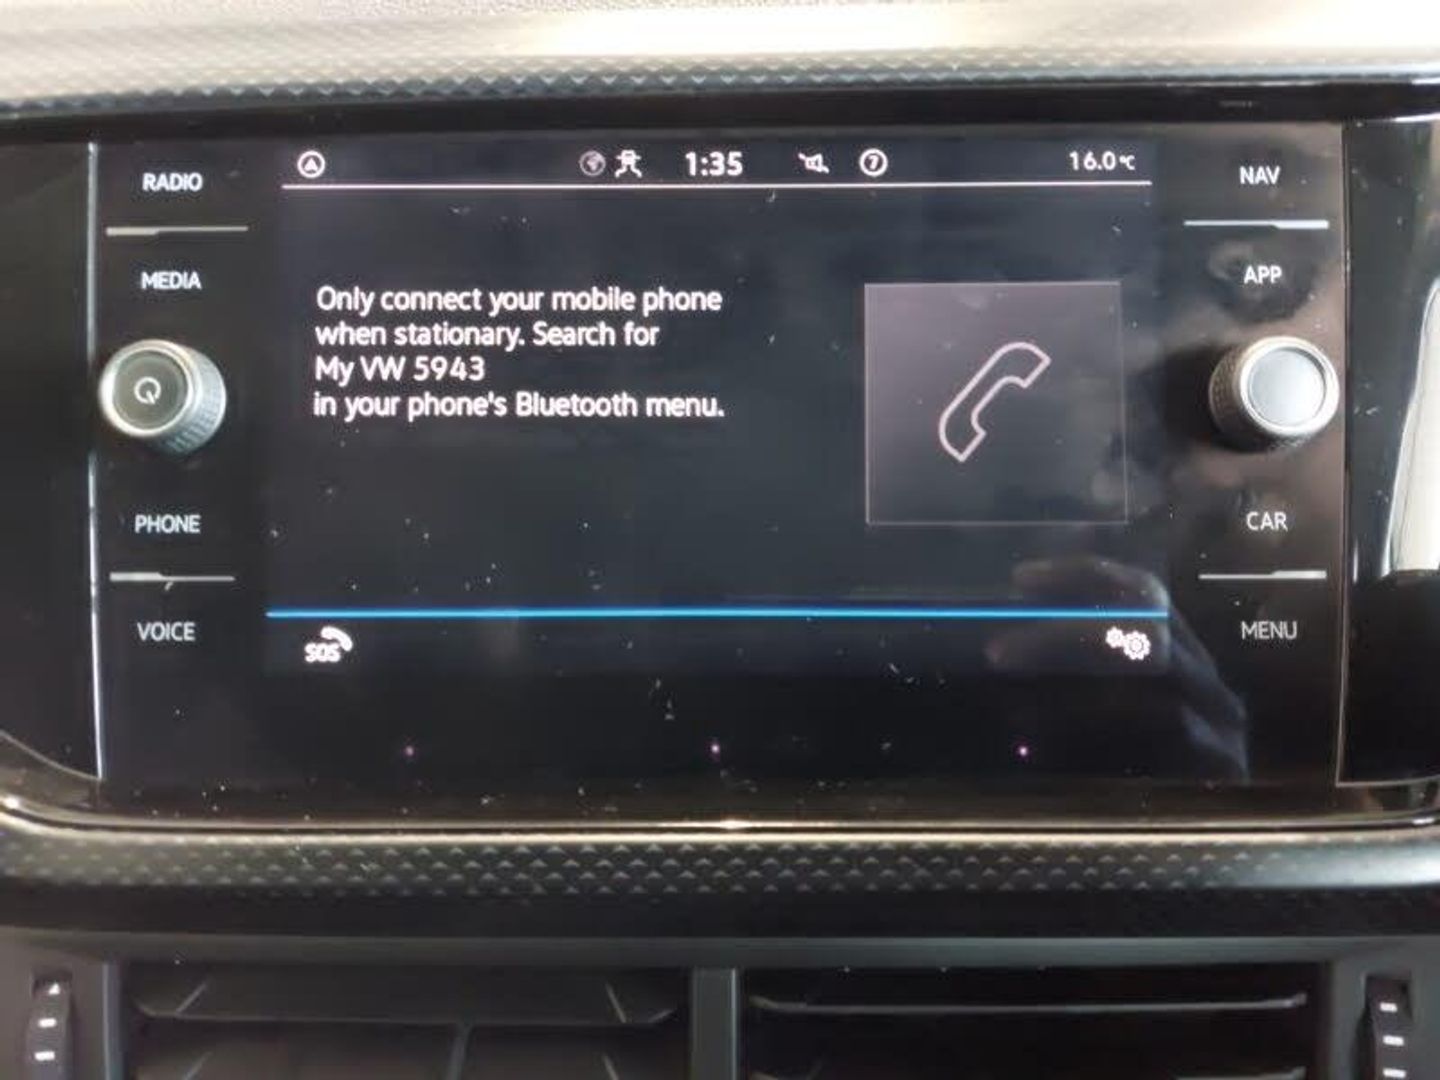 RADIO
1:35
7
16.0°C
NAV
MEDIA
APP
Only connect your mobile phone
when stationary. Search for
My VW 5943
in your phone's Bluetooth menu.
PHONE
CAR
VOICE
SOS
MENU